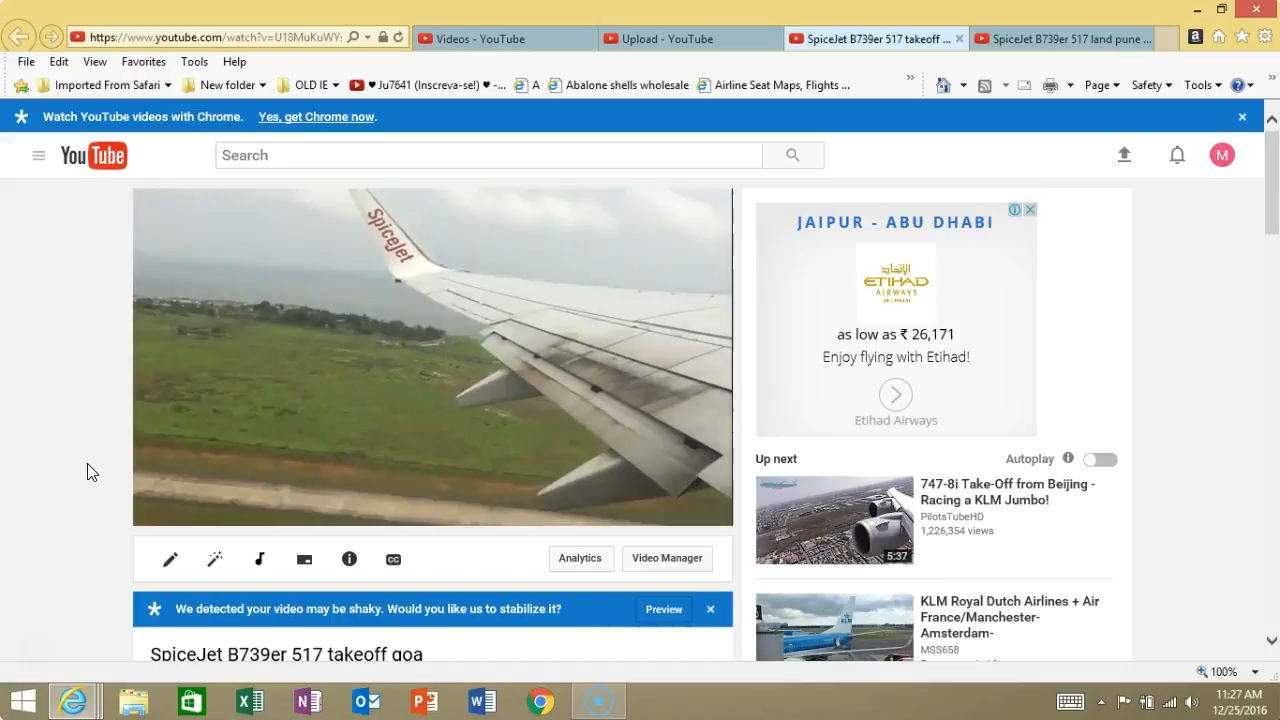 https://www.youtube.com/watch?v=U18MuKuWY
Videos - YouTube
Upload - YouTube
SpiceJet B739er 517 takeoff ...
SpiceJet B739er 517 land pune ...
File Edit View Favorites Tools Help
Imported From Safari
New folder
OLD IE
♥ Ju7641 (Inscreva-se!) ♥ -...
A
Abalone shells wholesale
Airline Seat Maps, Flights ...
Page
Safety
Tools
Watch YouTube videos with Chrome. Yes, get Chrome now.
YouTube
Search
M
SpiceJet
JAIPUR - ABU DHABI
الإتحاد
ETIHAD
AIRWAYS
ABU DHABI
as low as ₹ 26,171
Enjoy flying with Etihad!
Etihad Airways
Up next
Autoplay
747-8i Take-Off from Beijing -
Racing a KLM Jumbo!
PilotsTubeHD
1,226,354 views
5:37
Analytics
Video Manager
CC
We detected your video may be shaky. Would you like us to stabilize it?
Preview
KLM Royal Dutch Airlines + Air
France/Manchester-
Amsterdam-
MSS658
SpiceJet B739er 517 takeoff goa
100%
11:27 AM
12/25/2016